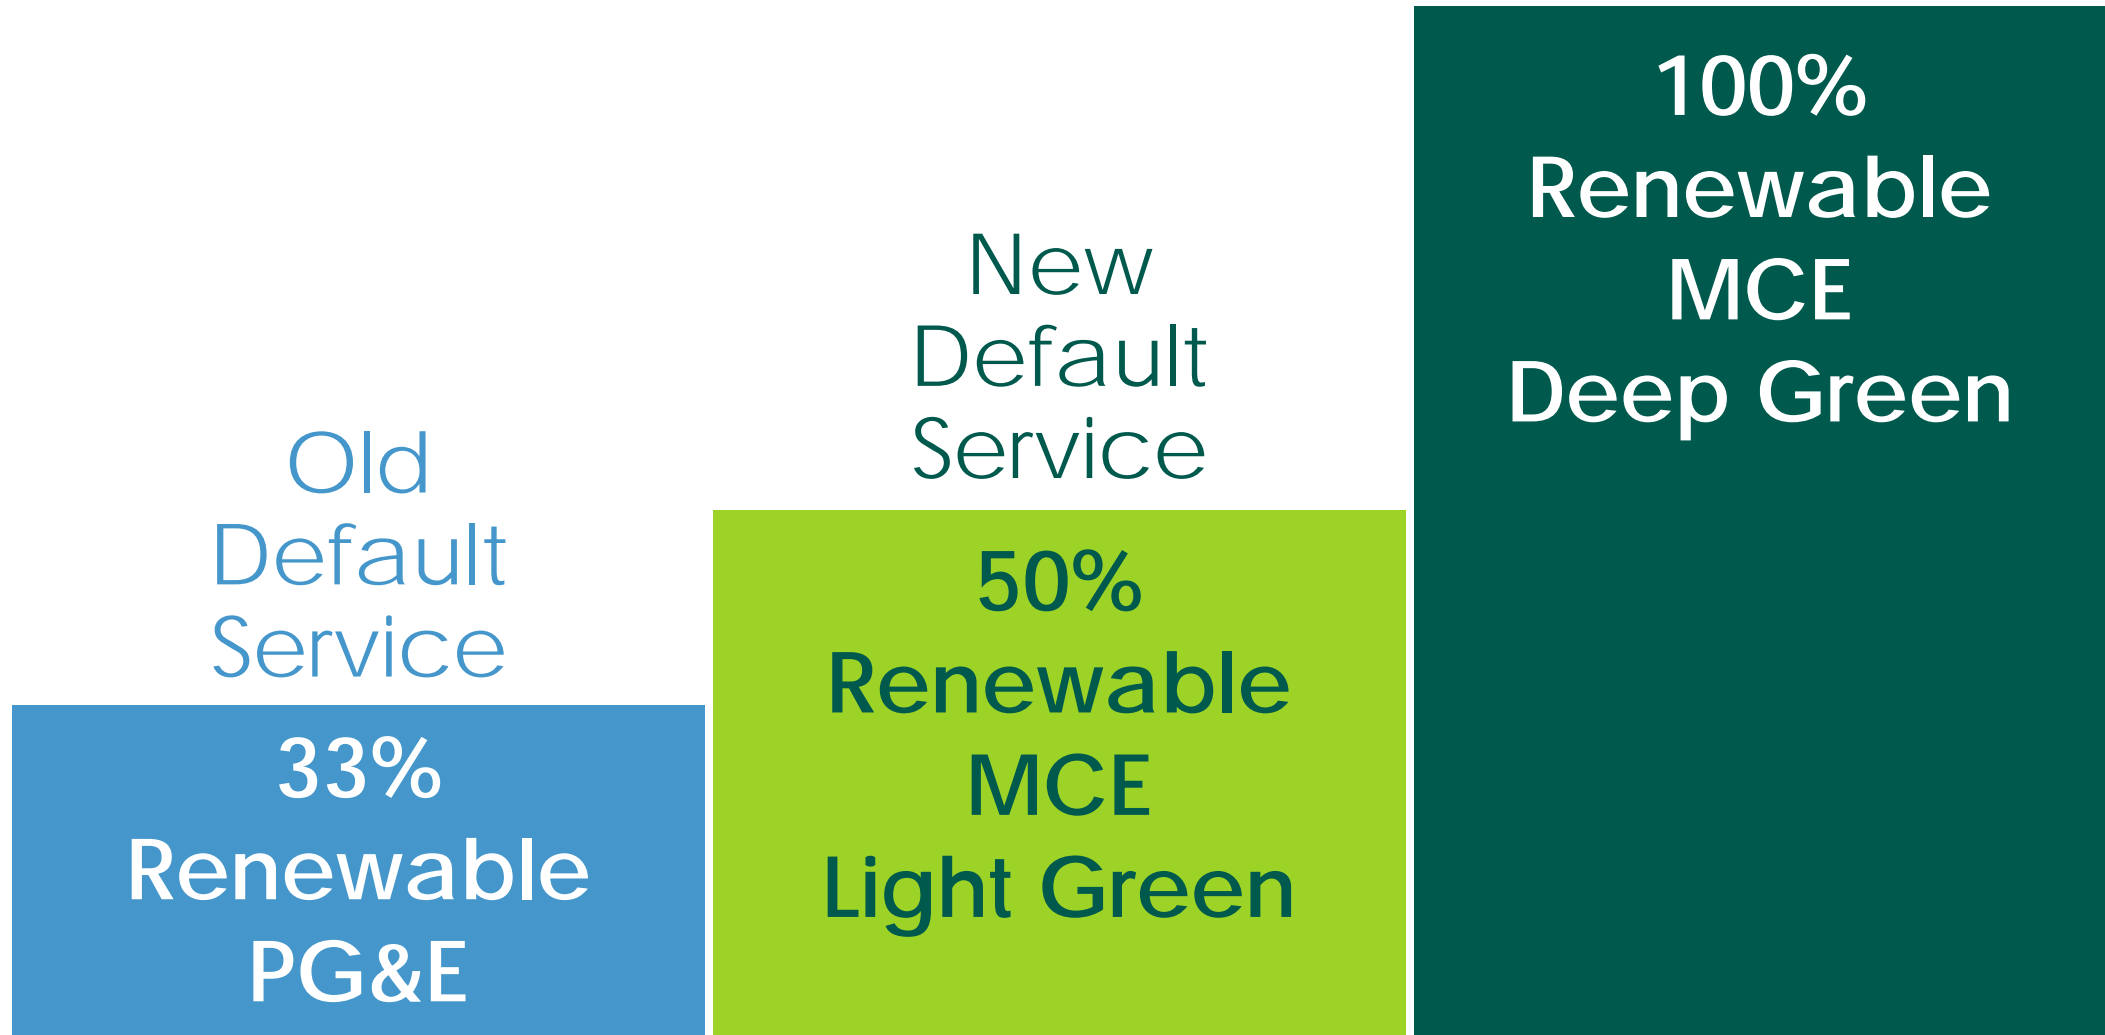 Old
Default
Service
33%
Renewable
PG&E
New
Default
Service
50%
Renewable
MCE
Light Green
100%
Renewable
MCE
Deep Green